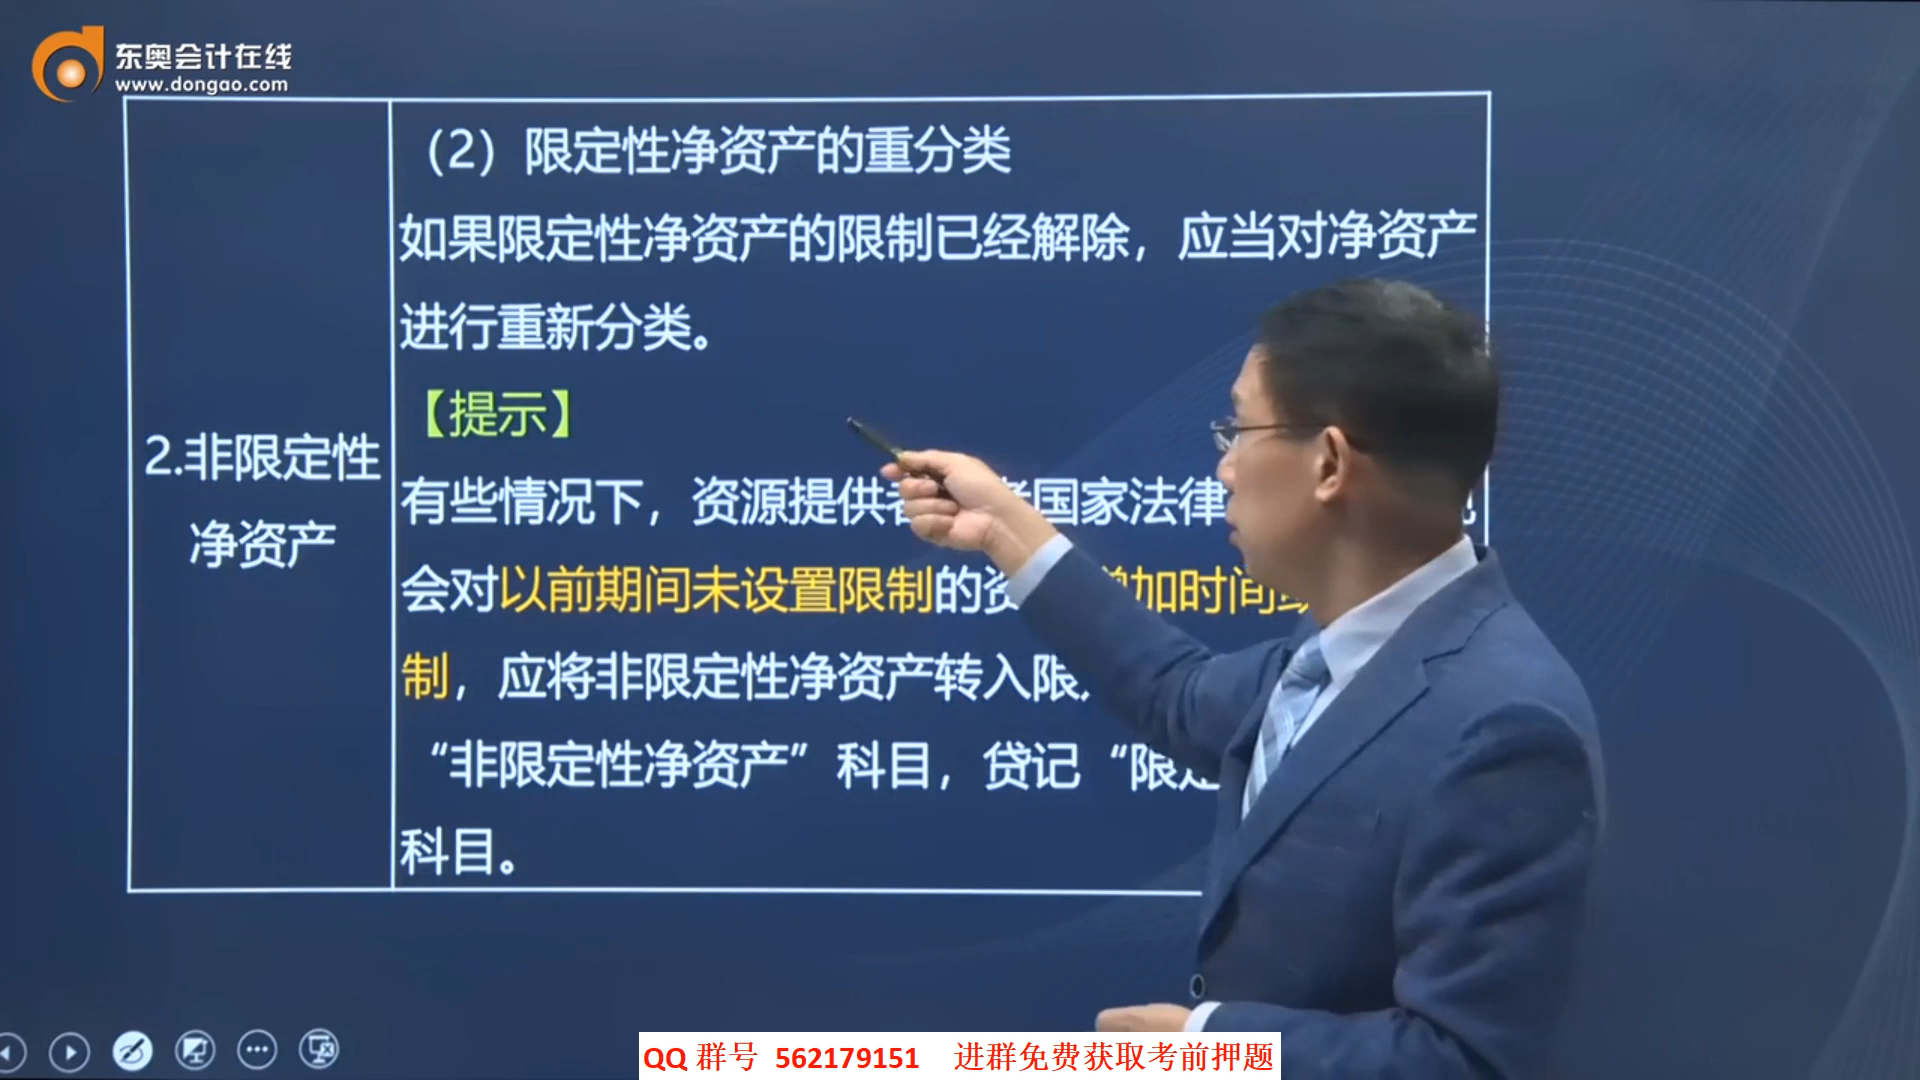 东奥会计在线
www.dongao.com
（2）限定性净资产的重分类
如果限定性净资产的限制已经解除，应当对净资产
进行重新分类。
【提示】
2.非限定性
净资产
有些情况下，资源提供 国家法律
会对以前期间未设置限制的 加时间
制，应将非限定性净资产转入限
“非限定性净资产”科目，贷记“限
科目。
QQ 群号 562179151 进群免费获取考前押题